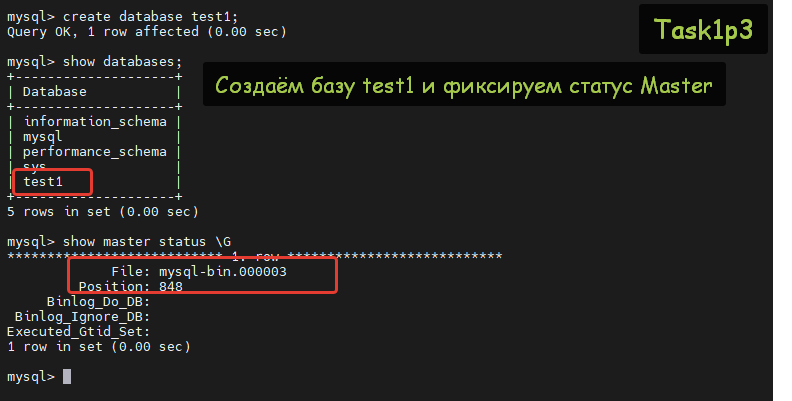 mysql> create database test1;
Query OK, 1 row affected (0.00 sec)
Task1p3
mysql> show databases;
+--------------------+
| Database           |
Создаём базу test1 и фиксируем статус Master
+--------------------+
| information_schema |
| mysql              |
| performance_schema |
| sys                |
| test1              |
+--------------------+
5 rows in set (0.00 sec)
mysql> show master status \G
*************************** 1. row ***************************
             File: mysql-bin.000003
         Position: 848
     Binlog_Do_DB:
 Binlog_Ignore_DB:
Executed_Gtid_Set:
1 row in set (0.00 sec)
mysql>